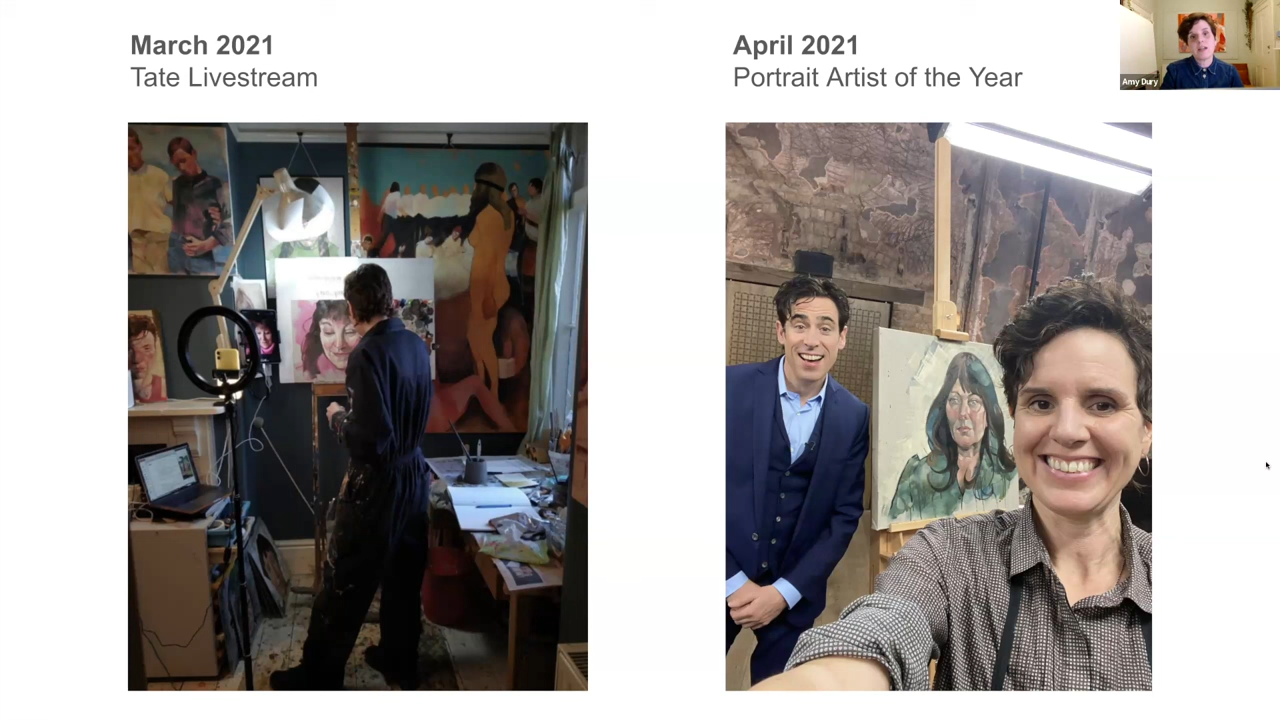 March 2021
Tate Livestream
April 2021
Portrait Artist of the Year
Amy Dury